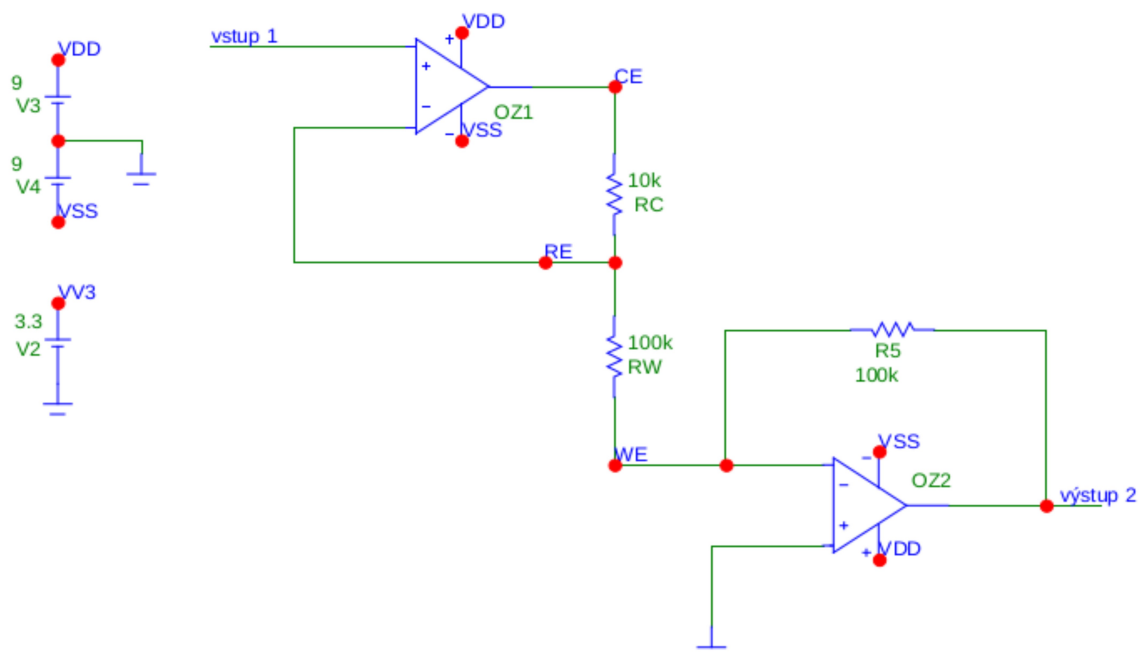 VDD
9
V3
9
V4
VSS
VV3
3.3
V2
vstup 1
VDD
+
+
−
OZ1
−
VSS
CE
10k
RC
RE
100k
RW
WE
R5
100k
VSS
−
−
OZ2
+
+
VDD
výstup 2